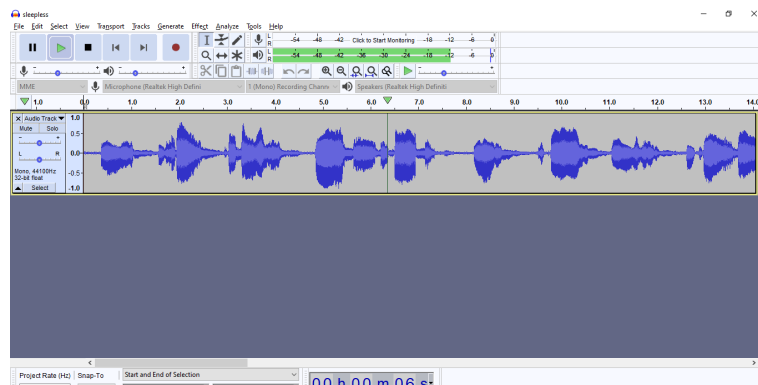 sleepless
File Edit Select View Transport Tracks Generate Effect Analyze Tools Help
L R -54 -48 -42 Click to Start Monitoring -18 -12 -6 0
L R -54 -48 -42 -36 -30 -24 -18 -12 -6 0
MME Microphone (Realtek High Defini 1 (Mono) Recording Chann Speakers (Realtek High Definiti
1.0 0.0 1.0 2.0 3.0 4.0 5.0 6.0 7.0 8.0 9.0 10.0 11.0 12.0 13.0 14.0
X Audio Track 1.0
Mute Solo 0.5
- +
L R 0.0
Mono, 44100Hz -0.5
32-bit float
Select -1.0
Project Rate (Hz) Snap-To Start and End of Selection
00 h 00 m 06 s